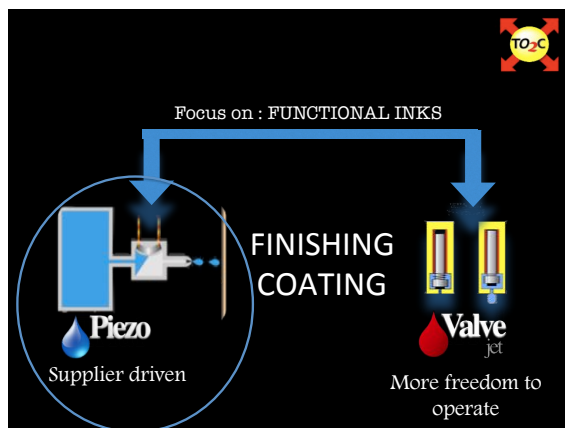 TO2C
Focus on : FUNCTIONAL INKS
FINISHING
COATING
Piezo
Supplier driven
Valve
jet
More freedom to
operate